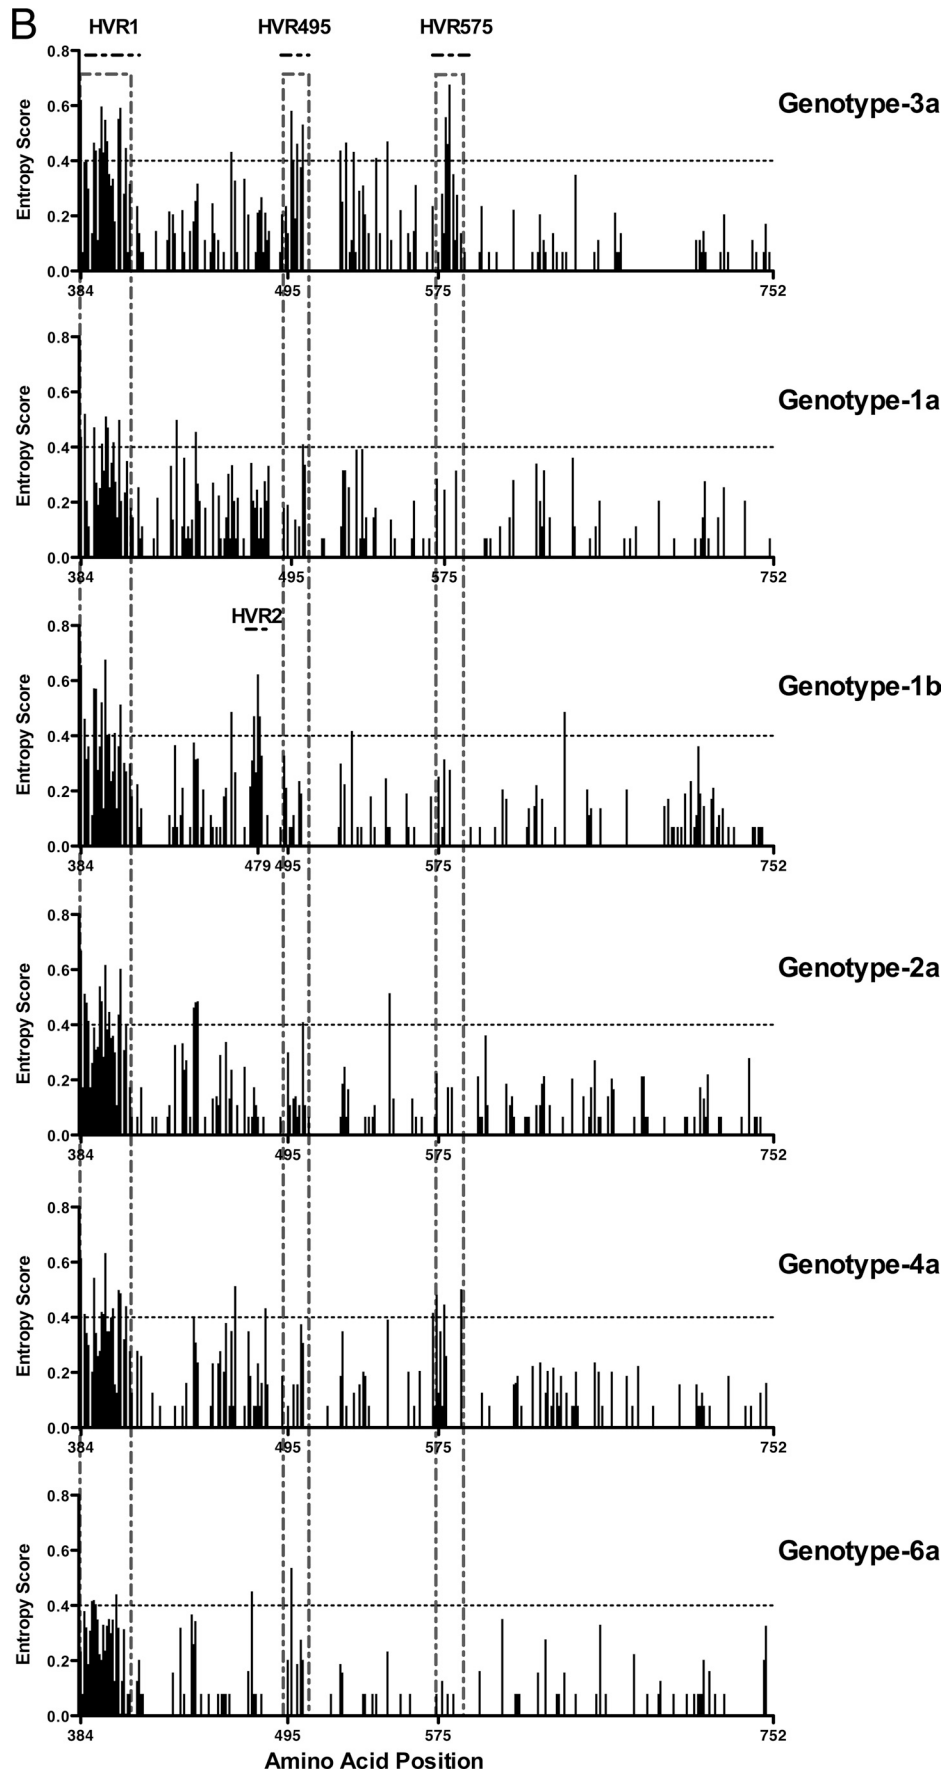 B
HVR1 HVR495 HVR575
Genotype-3a
Entropy Score
0.8
0.6
0.4
0.2
0.0
384 495 575 752
Genotype-1a
Entropy Score
0.8
0.6
0.4
0.2
0.0
384 495 575 752
HVR2
Genotype-1b
Entropy Score
0.8
0.6
0.4
0.2
0.0
384 479 495 575 752
Genotype-2a
Entropy Score
0.8
0.6
0.4
0.2
0.0
384 495 575 752
Genotype-4a
Entropy Score
0.8
0.6
0.4
0.2
0.0
384 495 575 752
Genotype-6a
Entropy Score
0.8
0.6
0.4
0.2
0.0
384 495 575 752
Amino Acid Position